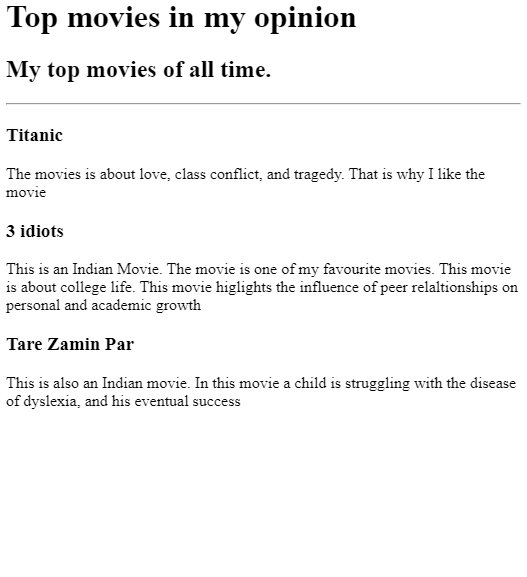 Top movies in my opinion
My top movies of all time.
Titanic
The movies is about love, class conflict, and tragedy. That is why I like the
movie
3 idiots
This is an Indian Movie. The movie is one of my favourite movies. This movie
is about college life. This movie higlights the influence of peer relaltionships on
personal and academic growth
Tare Zamin Par
This is also an Indian movie. In this movie a child is struggling with the disease
of dyslexia, and his eventual success